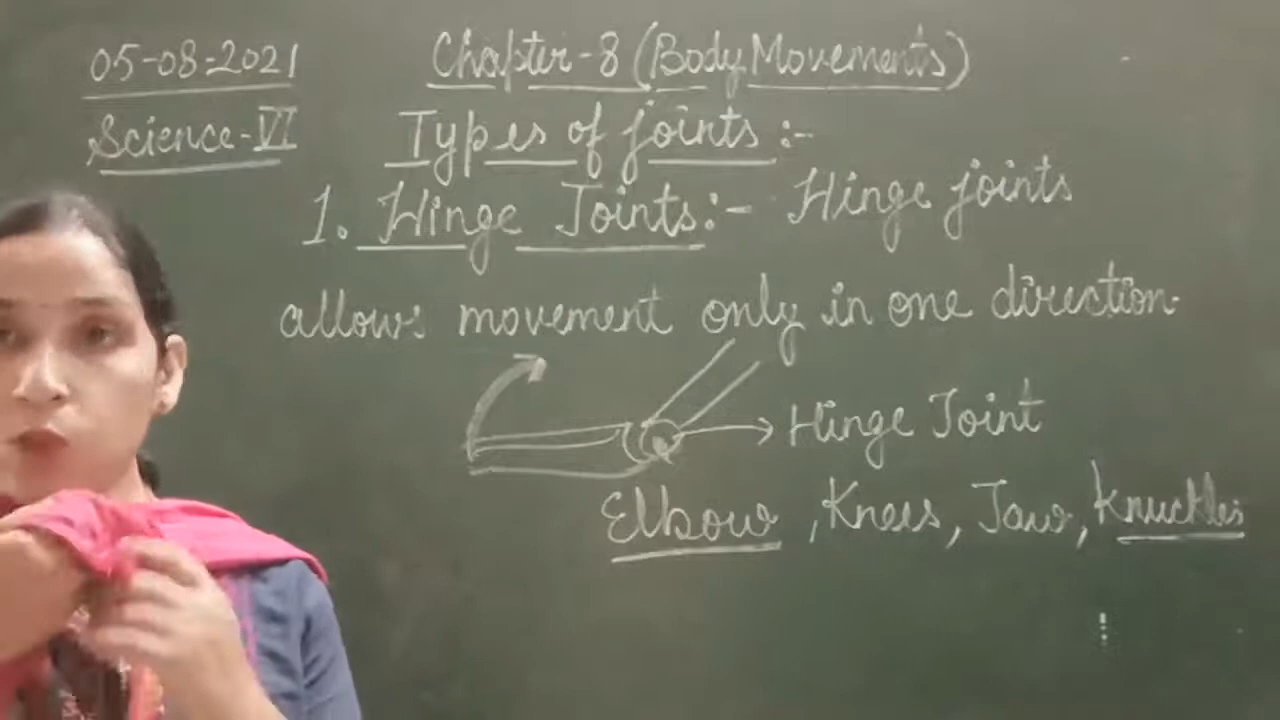 05-08-2021
Science-VI
Chapter-8 (Body Movements)
Types of joints:-
1. Hinge Joints:- Hinge joints
allows movement only in one direction.
Hinge Joint
Elbow, Knees, Jaw, Knuckles